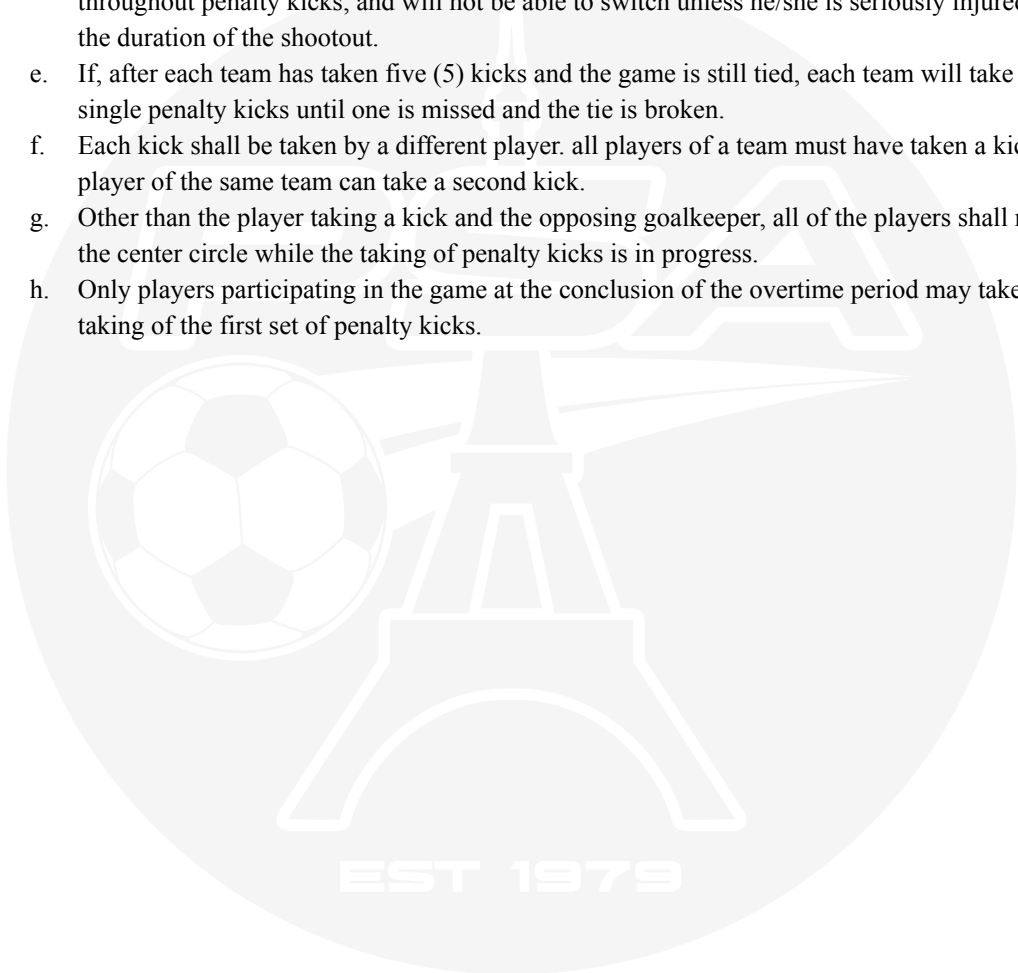 throughout penalty kicks, and will not be able to switch unless he/she is seriously injured
the duration of the shootout.
e. If, after each team has taken five (5) kicks and the game is still tied, each team will take
single penalty kicks until one is missed and the tie is broken.
f. Each kick shall be taken by a different player. all players of a team must have taken a
player of the same team can take a second kick.
g. Other than the player taking a kick and the opposing goalkeeper, all of the players shall
the center circle while the taking of penalty kicks is in progress.
h. Only players participating in the game at the conclusion of the overtime period may take
taking of the first set of penalty kicks.
PSA
EST 1979